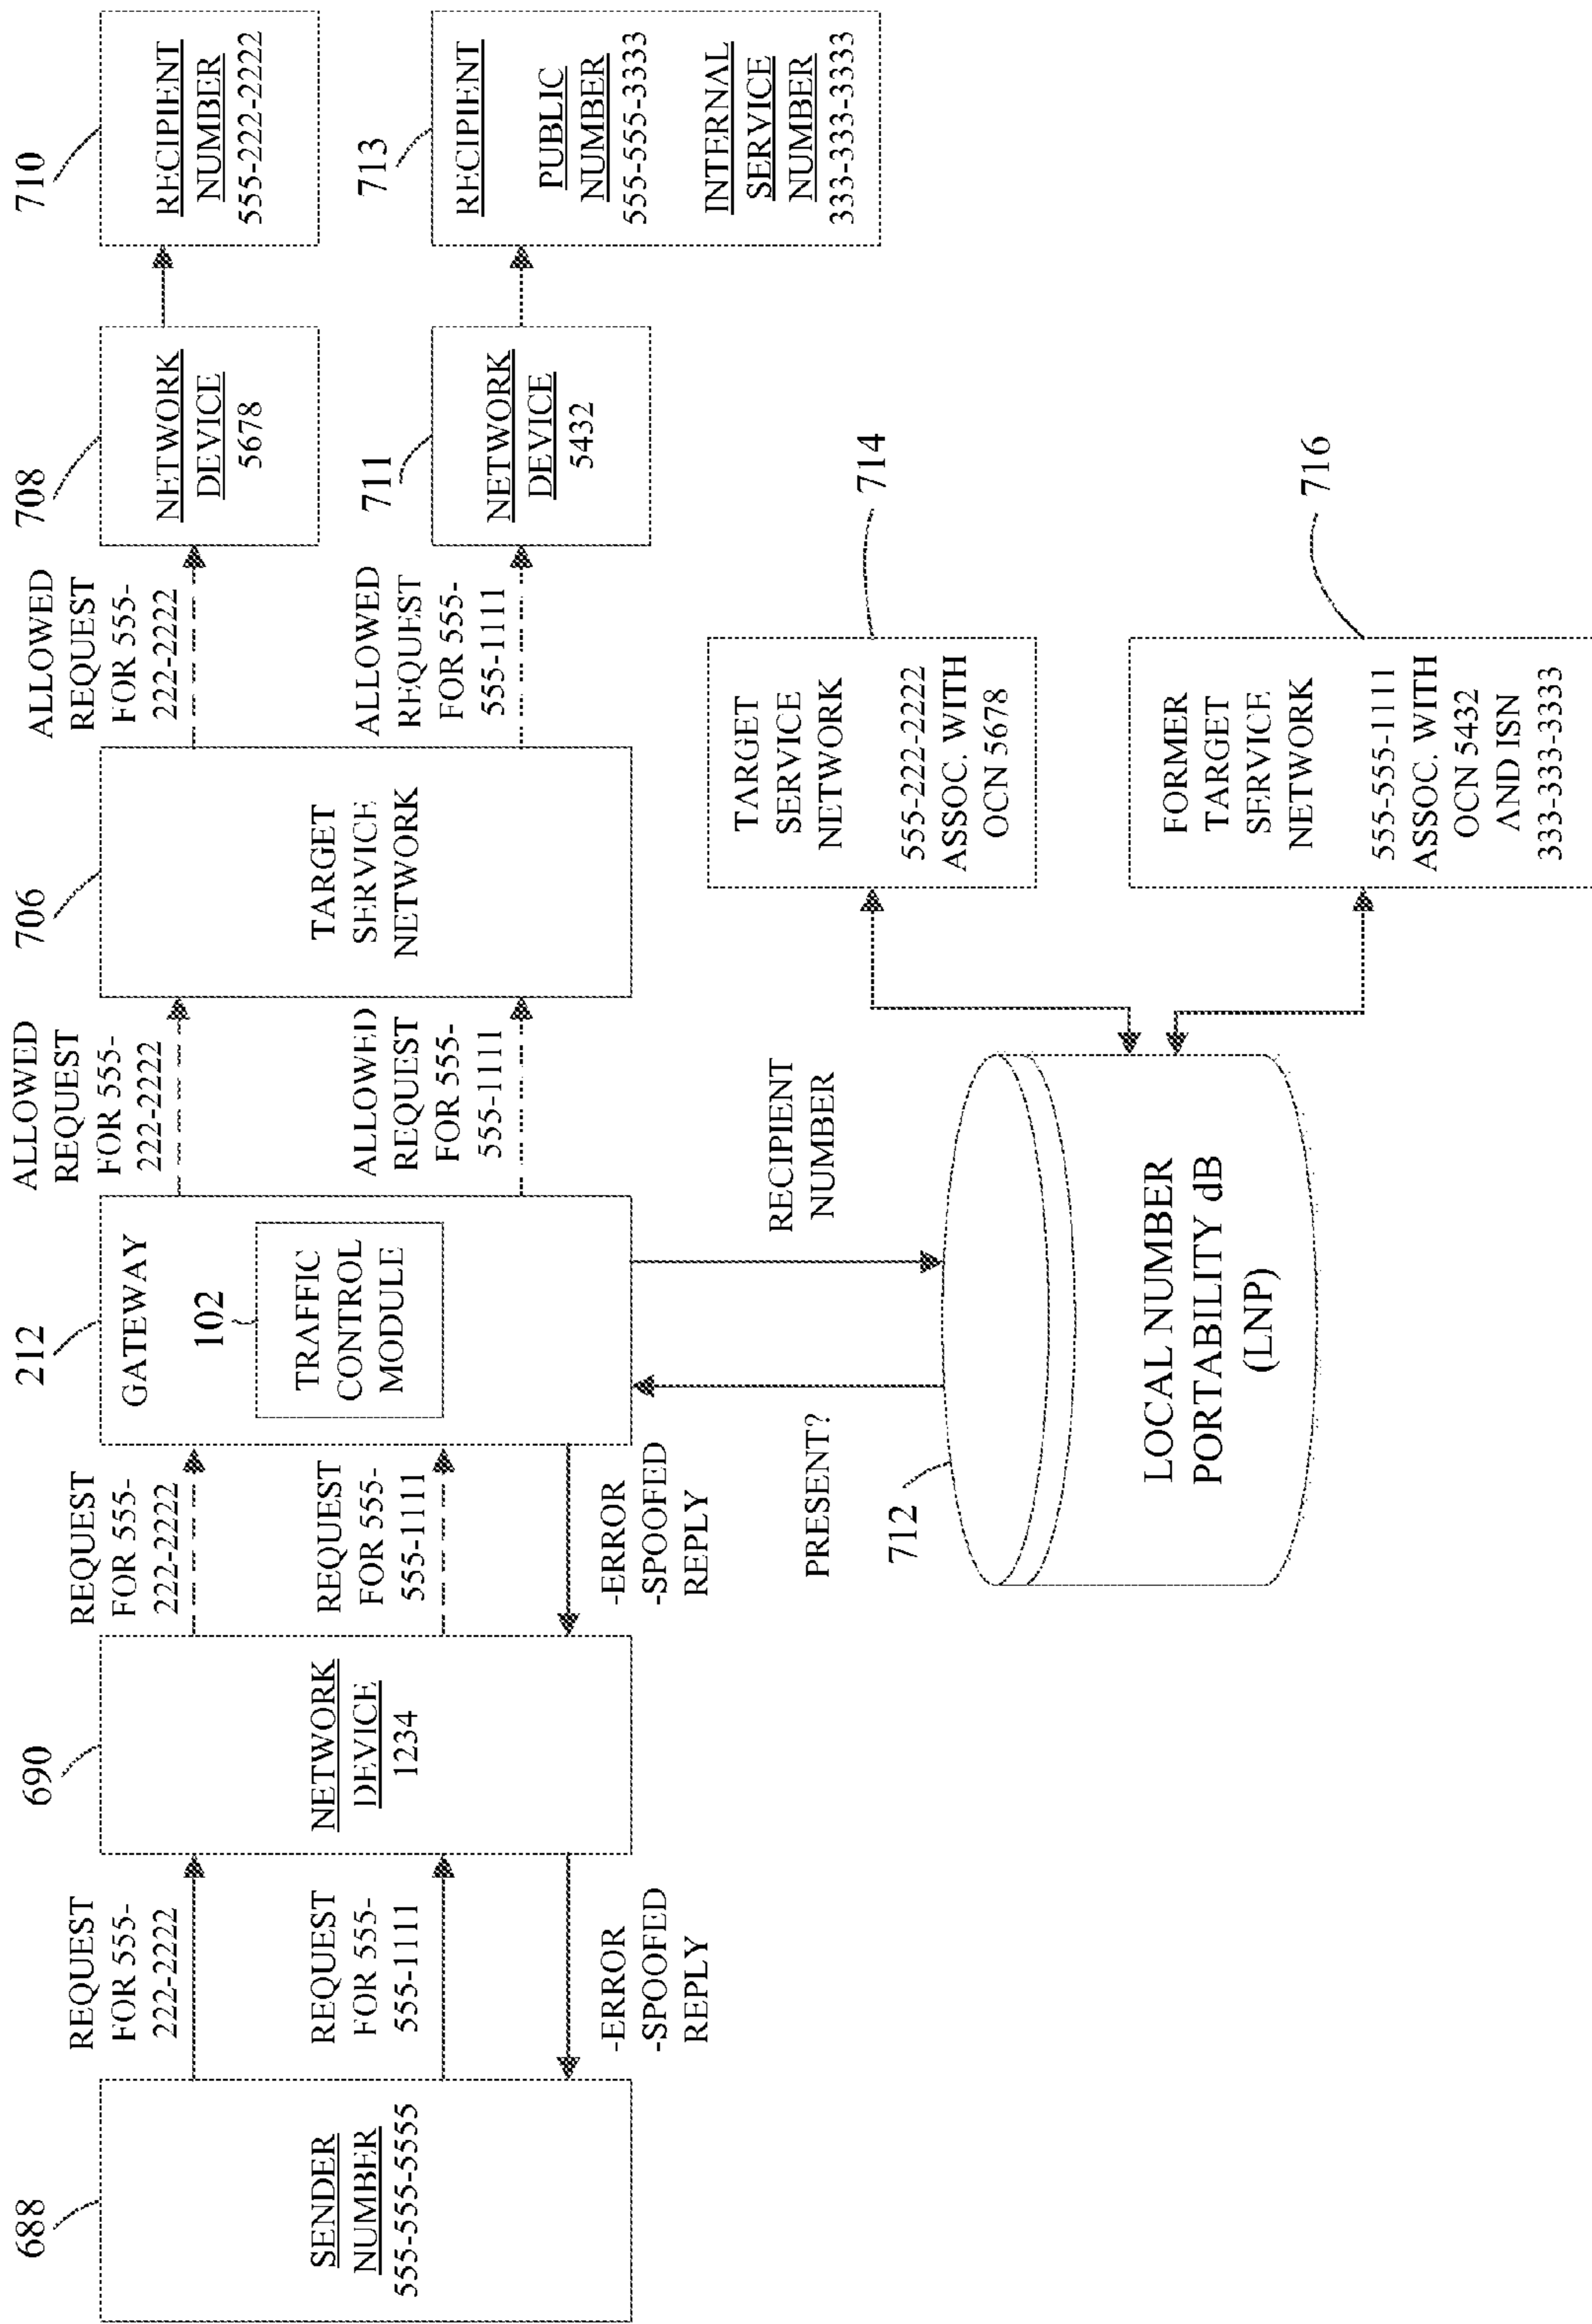 688
SENDER
NUMBER
555-555-5555
REQUEST
FOR 555-
222-2222
REQUEST
FOR 555-
555-1111
-ERROR
-SPOOFED
REPLY
690
NETWORK
DEVICE
1234
REQUEST
FOR 555-
222-2222
REQUEST
FOR 555-
555-1111
-ERROR
-SPOOFED
REPLY
212
GATEWAY
102
TRAFFIC
CONTROL
MODULE
ALLOWED
REQUEST
FOR 555-
222-2222
ALLOWED
REQUEST
FOR 555-
555-1111
706
TARGET
SERVICE
NETWORK
ALLOWED
REQUEST
FOR 555-
222-2222
ALLOWED
REQUEST
FOR 555-
555-1111
708
NETWORK
DEVICE
5678
711
NETWORK
DEVICE
5432
710
RECIPIENT
NUMBER
555-222-2222
713
RECIPIENT
PUBLIC
NUMBER
555-555-3333
INTERNAL
SERVICE
NUMBER
333-333-3333
PRESENT?
RECIPIENT
NUMBER
712
LOCAL NUMBER
PORTABILITY dB
(LNP)
714
TARGET
SERVICE
NETWORK
555-222-2222
ASSOC. WITH
OCN 5678
716
FORMER
TARGET
SERVICE
NETWORK
555-555-1111
ASSOC. WITH
OCN 5432
AND ISN
333-333-3333